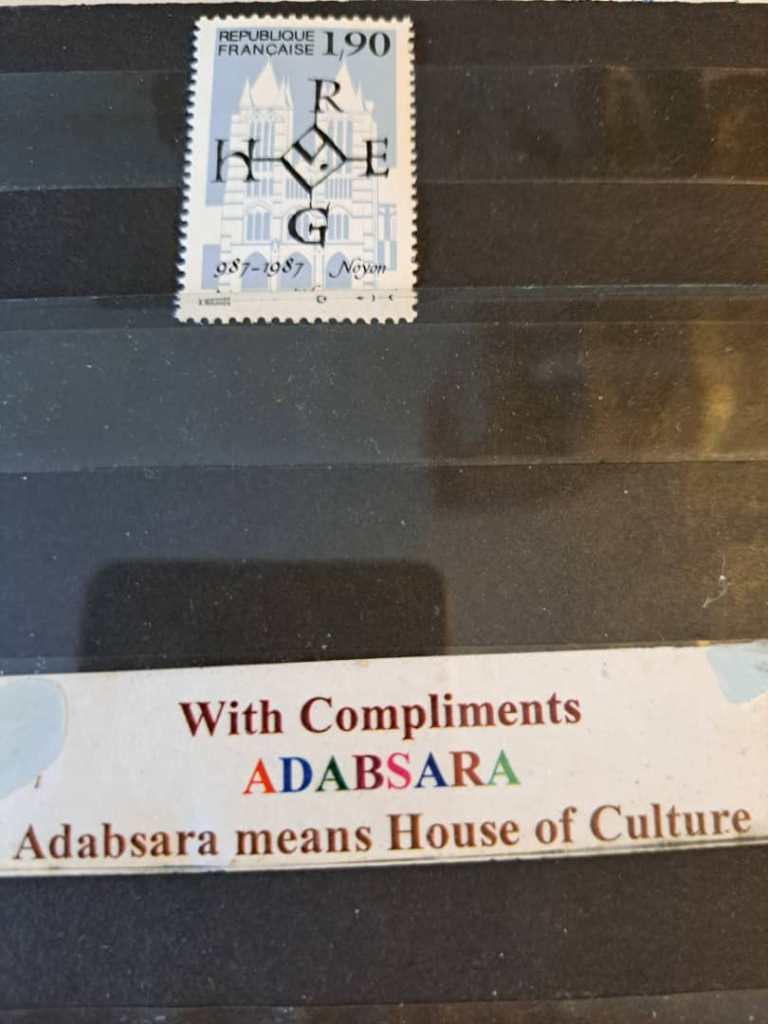 REPUBLIQUE
FRANÇAISE 1,90
R
H E
G
987-1987 Noyon
With Compliments
ADABSARA
Adabsara means House of Culture